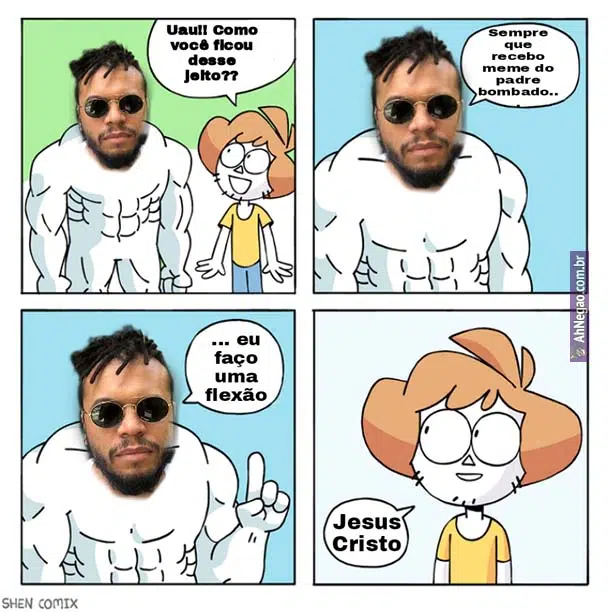 Uau!! Como
você ficou
desse
jeito??
Sempre
que
recebo
meme do
padre
bombado..
.
... eu
faço
uma
flexão
Jesus
Cristo
AhNegao.com.br
SHEN COMIX